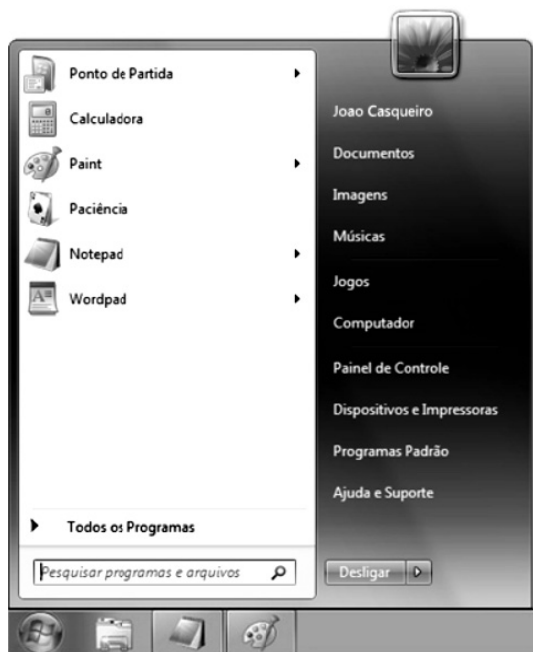 Ponto de Partida
Calculadora
Paint
Paciência
Notepad
Wordpad
Todos os Programas
Pesquisar programas e arquivos
Joao Casqueiro
Documentos
Imagens
Músicas
Jogos
Computador
Painel de Controle
Dispositivos e Impressoras
Programas Padrão
Ajuda e Suporte
Desligar